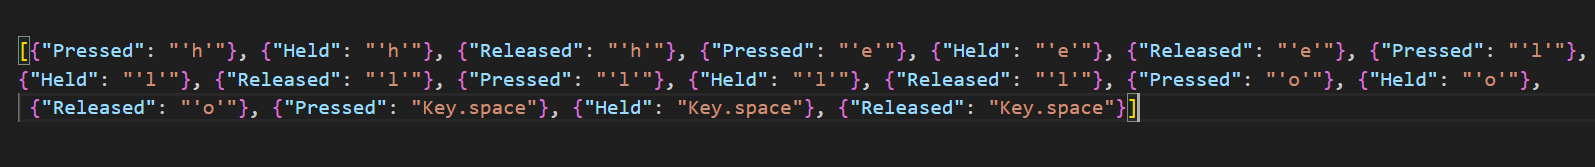 [{"Pressed": "'h'"}, {"Held": "'h'"}, {"Released": "'h'"}, {"Pressed": "'e'"}, {"Held": "'e'"}, {"Released": "'e'"}, {"Pressed": "'l'"},
{"Held": "'l'"}, {"Released": "'l'"}, {"Pressed": "'l'"}, {"Held": "'l'"}, {"Released": "'l'"}, {"Pressed": "'o'"}, {"Held": "'o'"},
{"Released": "'o'"}, {"Pressed": "Key.space"}, {"Held": "Key.space"}, {"Released": "Key.space"}]